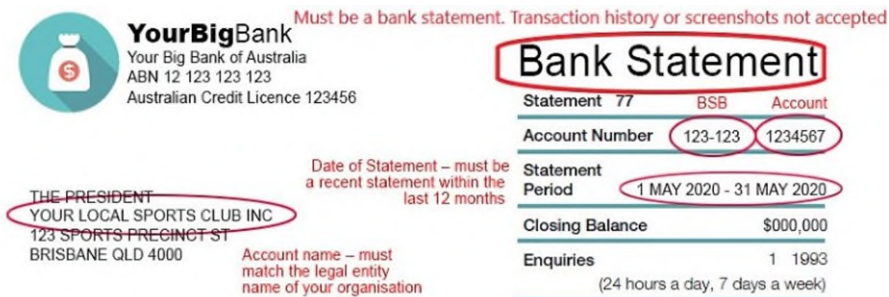 Must be a bank statement. Transaction history or screenshots not accepted
YourBigBank
Your Big Bank of Australia
ABN 12 123 123 123
Australian Credit Licence 123456
$
Bank Statement
Statement 77
BSB Account
Account Number 123-123 1234567
Date of Statement – must be
a recent statement within the
last 12 months
Statement
Period 1 MAY 2020 - 31 MAY 2020
THE PRESIDENT
YOUR LOCAL SPORTS CLUB INC
123 SPORTS PRECINCT ST
BRISBANE QLD 4000
Account name – must
match the legal entity
name of your organisation
Closing Balance $000,000
Enquiries 1 1993
(24 hours a day, 7 days a week)